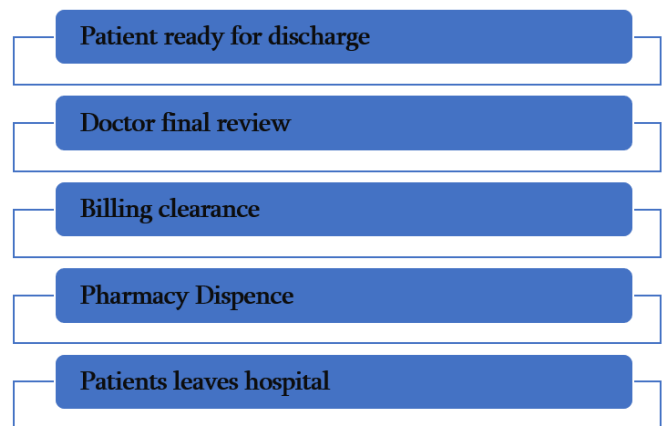 Patient ready for discharge
Doctor final review
Billing clearance
Pharmacy Dispence
Patients leaves hospital